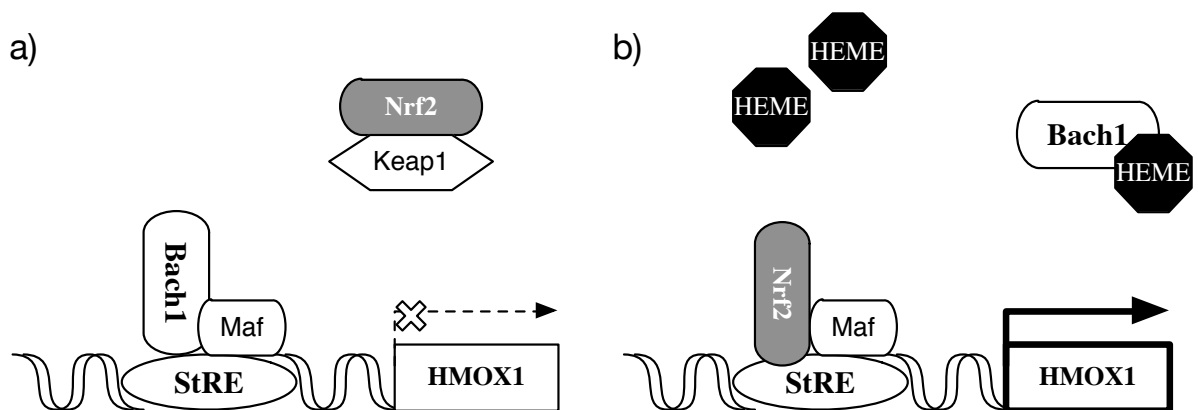 a)
Nrf2
Keap1
Bach1
Maf
StRE
HMOX1
b)
HEME
HEME
Bach1
HEME
Nrf2
Maf
StRE
HMOX1